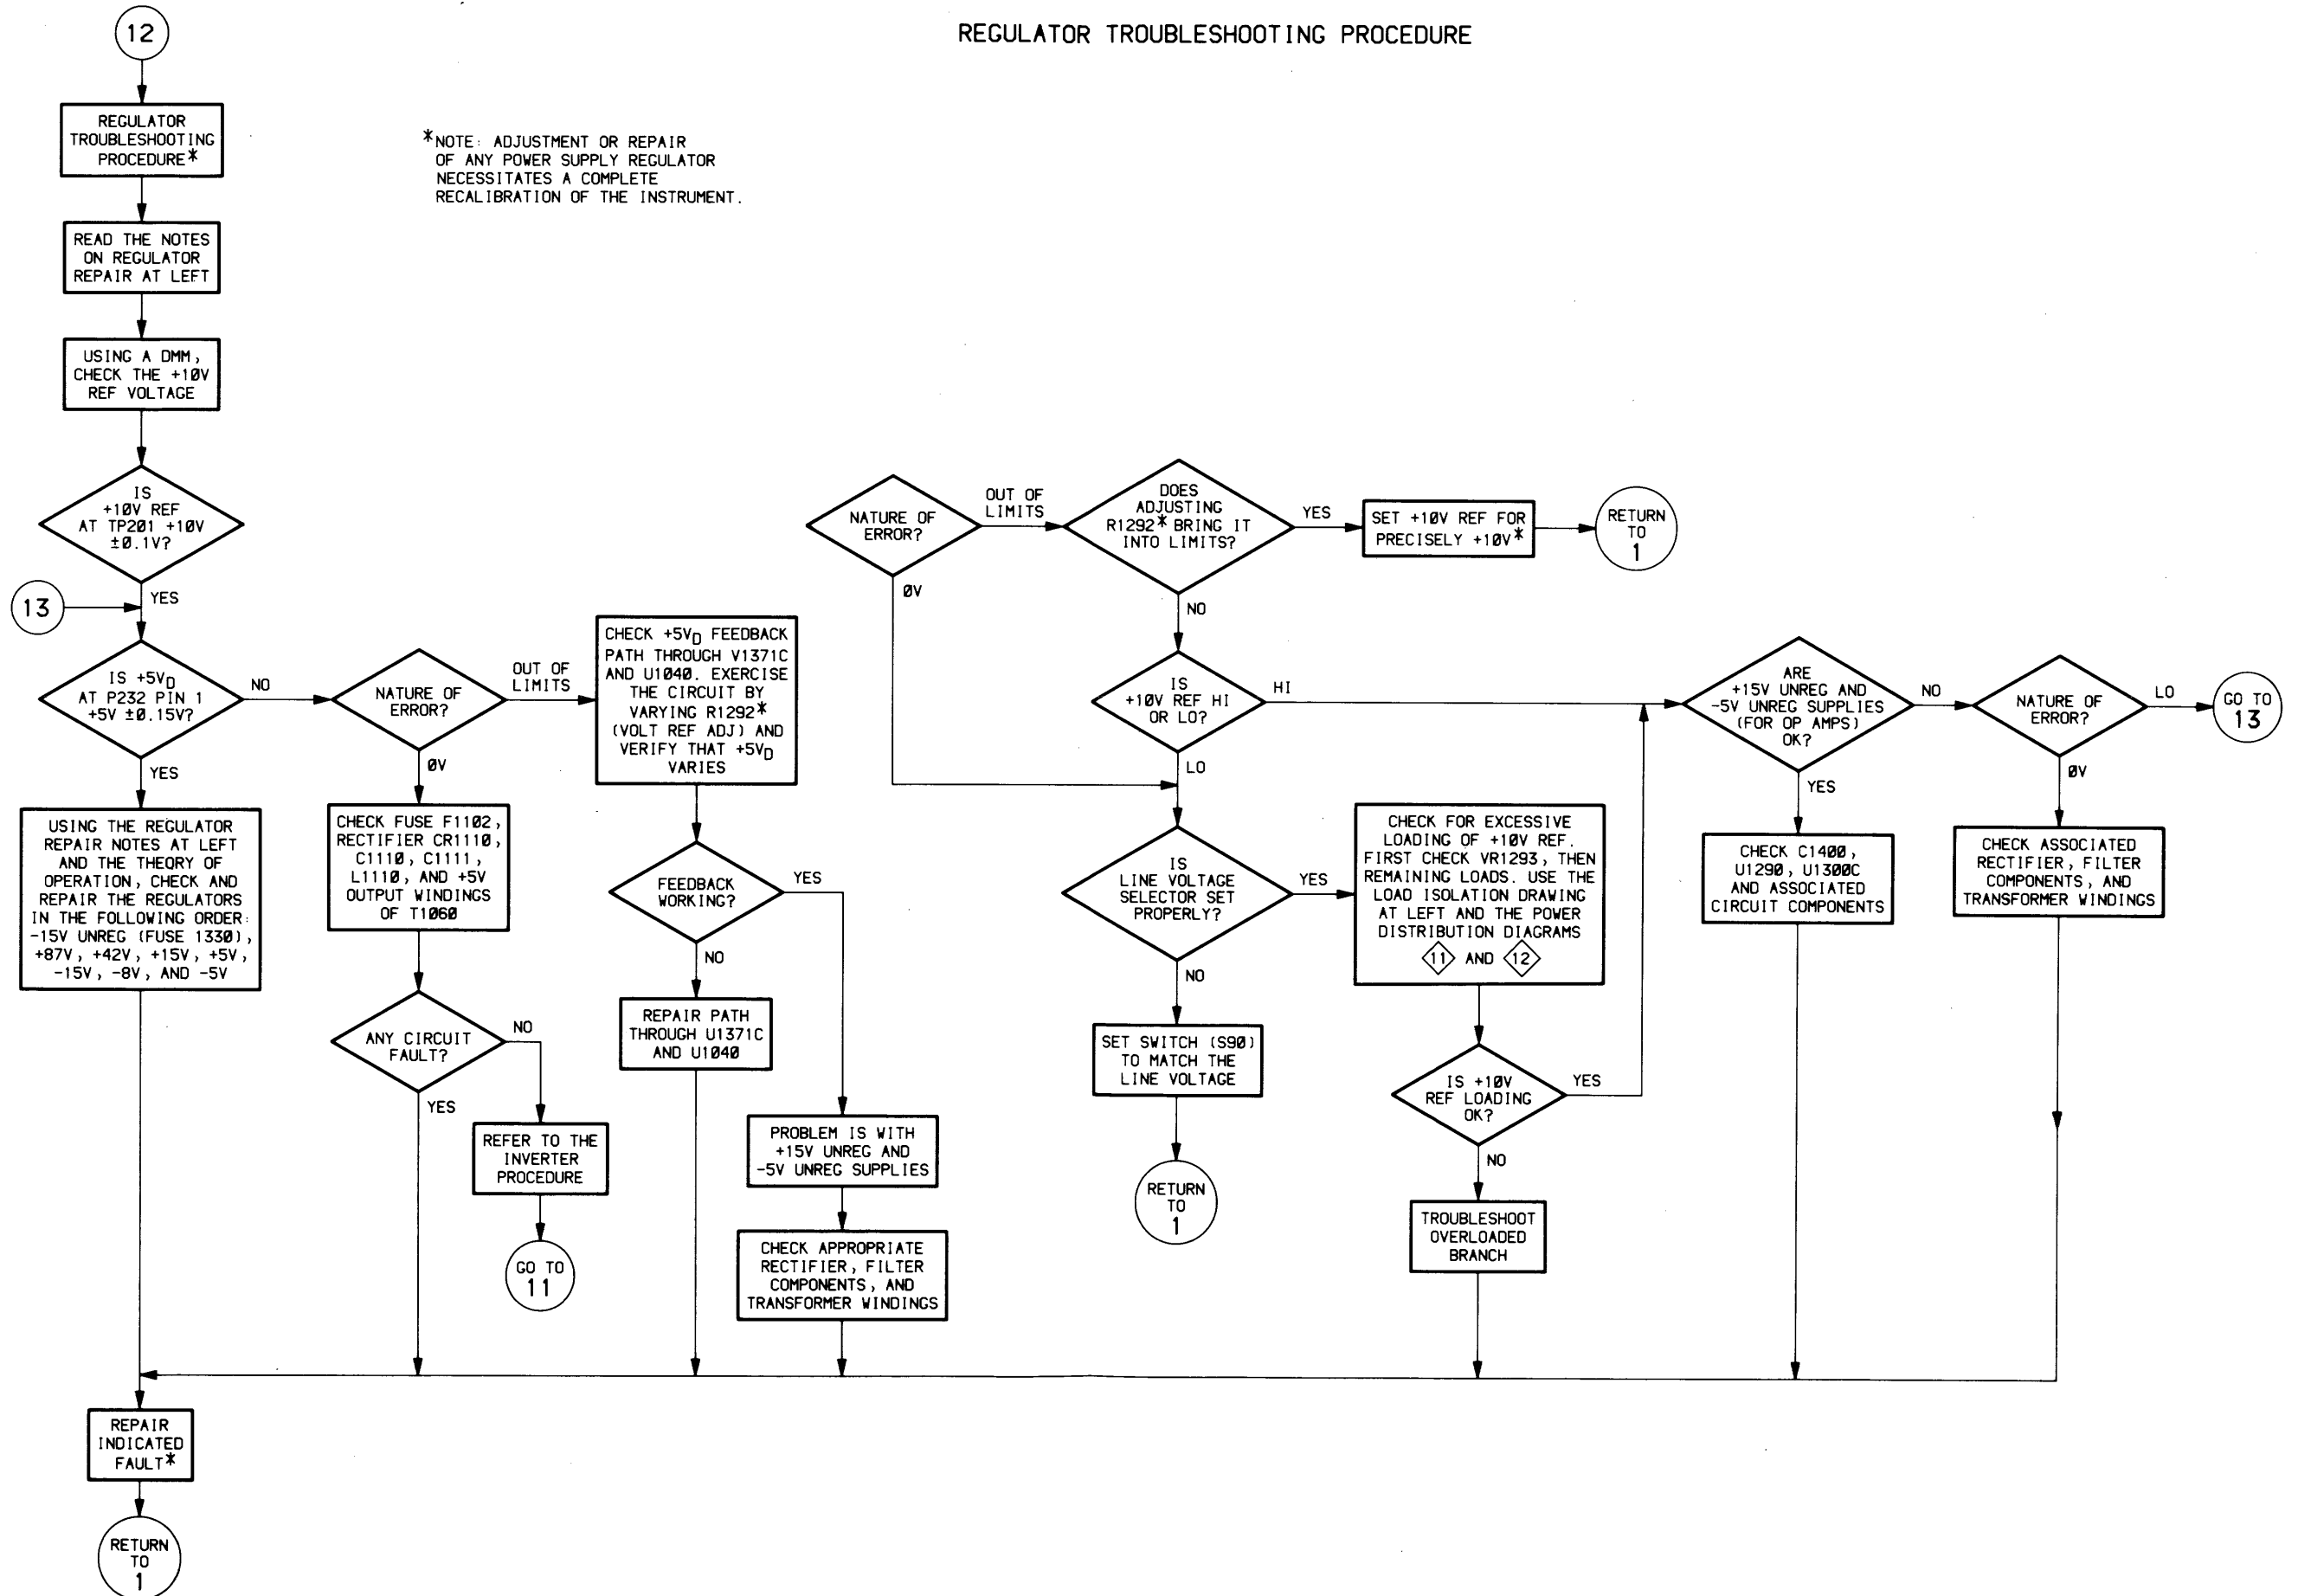 REGULATOR TROUBLESHOOTING PROCEDURE
12
REGULATOR
TROUBLESHOOTING
PROCEDURE*
*NOTE: ADJUSTMENT OR REPAIR
OF ANY POWER SUPPLY REGULATOR
NECESSITATES A COMPLETE
RECALIBRATION OF THE INSTRUMENT.
READ THE NOTES
ON REGULATOR
REPAIR AT LEFT
USING A DMM,
CHECK THE +10V
REF VOLTAGE
IS
+10V REF
AT TP201 +10V
±0.1V?
YES
13
IS +5VD
AT P232 PIN 1
+5V ±0.15V?
NO
YES
USING THE REGULATOR
REPAIR NOTES AT LEFT
AND THE THEORY OF
OPERATION, CHECK AND
REPAIR THE REGULATORS
IN THE FOLLOWING ORDER:
-15V UNREG (FUSE 1330),
+87V, +42V, +15V, +5V,
-15V, -8V, AND -5V
NATURE OF
ERROR?
OUT OF
LIMITS
0V
CHECK FUSE F1102,
RECTIFIER CR1110,
C1110, C1111,
L1110, AND +5V
OUTPUT WINDINGS
OF T1060
ANY CIRCUIT
FAULT?
NO
YES
REFER TO THE
INVERTER
PROCEDURE
GO TO
11
CHECK +5VD FEEDBACK
PATH THROUGH V1371C
AND U1040. EXERCISE
THE CIRCUIT BY
VARYING R1292*
(VOLT REF ADJ) AND
VERIFY THAT +5VD
VARIES
FEEDBACK
WORKING?
YES
NO
REPAIR PATH
THROUGH U1371C
AND U1040
PROBLEM IS WITH
+15V UNREG AND
-5V UNREG SUPPLIES
CHECK APPROPRIATE
RECTIFIER, FILTER
COMPONENTS, AND
TRANSFORMER WINDINGS
NATURE OF
ERROR?
OUT OF
LIMITS
0V
DOES
ADJUSTING
R1292* BRING IT
INTO LIMITS?
YES
NO
SET +10V REF FOR
PRECISELY +10V*
RETURN
TO
1
IS
+10V REF HI
OR LO?
HI
LO
IS
LINE VOLTAGE
SELECTOR SET
PROPERLY?
YES
NO
SET SWITCH (S90)
TO MATCH THE
LINE VOLTAGE
RETURN
TO
1
CHECK FOR EXCESSIVE
LOADING OF +10V REF.
FIRST CHECK VR1293, THEN
REMAINING LOADS. USE THE
LOAD ISOLATION DRAWING
AT LEFT AND THE POWER
DISTRIBUTION DIAGRAMS
11 AND 12
IS +10V
REF LOADING
OK?
YES
NO
TROUBLESHOOT
OVERLOADED
BRANCH
ARE
+15V UNREG AND
-5V UNREG SUPPLIES
(FOR OP AMPS)
OK?
NO
YES
CHECK C1400,
U1290, U1300C
AND ASSOCIATED
CIRCUIT COMPONENTS
NATURE OF
ERROR?
LO
0V
GO TO
13
CHECK ASSOCIATED
RECTIFIER, FILTER
COMPONENTS, AND
TRANSFORMER WINDINGS
REPAIR
INDICATED
FAULT*
RETURN
TO
1